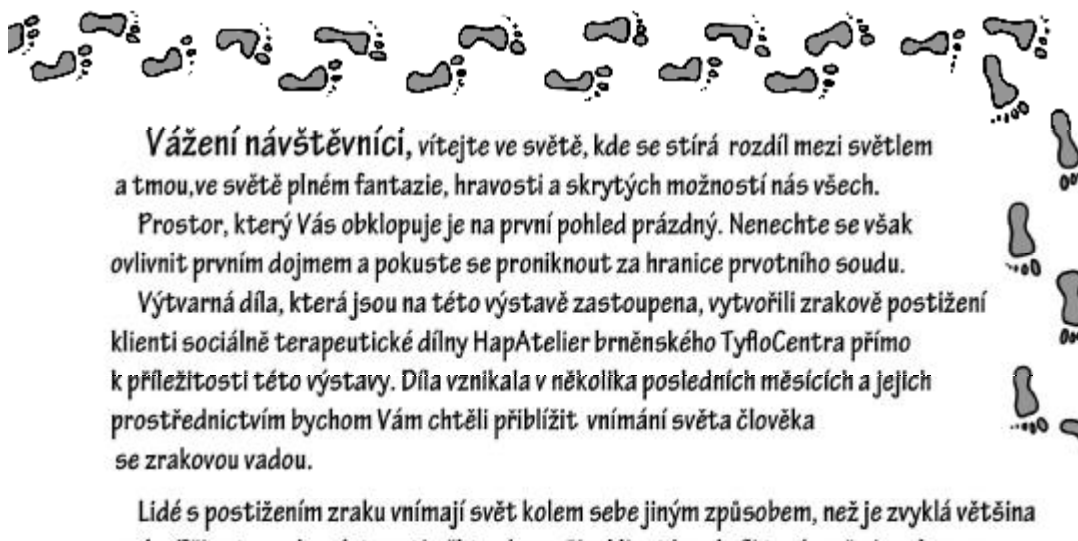 Vážení návštěvníci, vítejte ve světě, kde se stírá rozdíl mezi světlem
a tmou,ve světě plném fantazie, hravosti a skrytých možností nás všech.
Prostor, který Vás obklopuje je na první pohled prázdný. Nenechte se však
ovlivnit prvním dojmem a pokuste se proniknout za hranice prvotního soudu.
Výtvarná díla, která jsou na této výstavě zastoupena, vytvořili zrakově postižení
klienti sociálně terapeutické dílny HapAtelier brněnského TyfloCentra přímo
k příležitosti této výstavy. Díla vznikala v několika posledních měsících a jejich
prostřednictvím bychom Vám chtěli přiblížit vnímání světa člověka
se zrakovou vadou.
Lidé s postižením zraku vnímají svět kolem sebe jiným způsobem, než je zvyklá většina